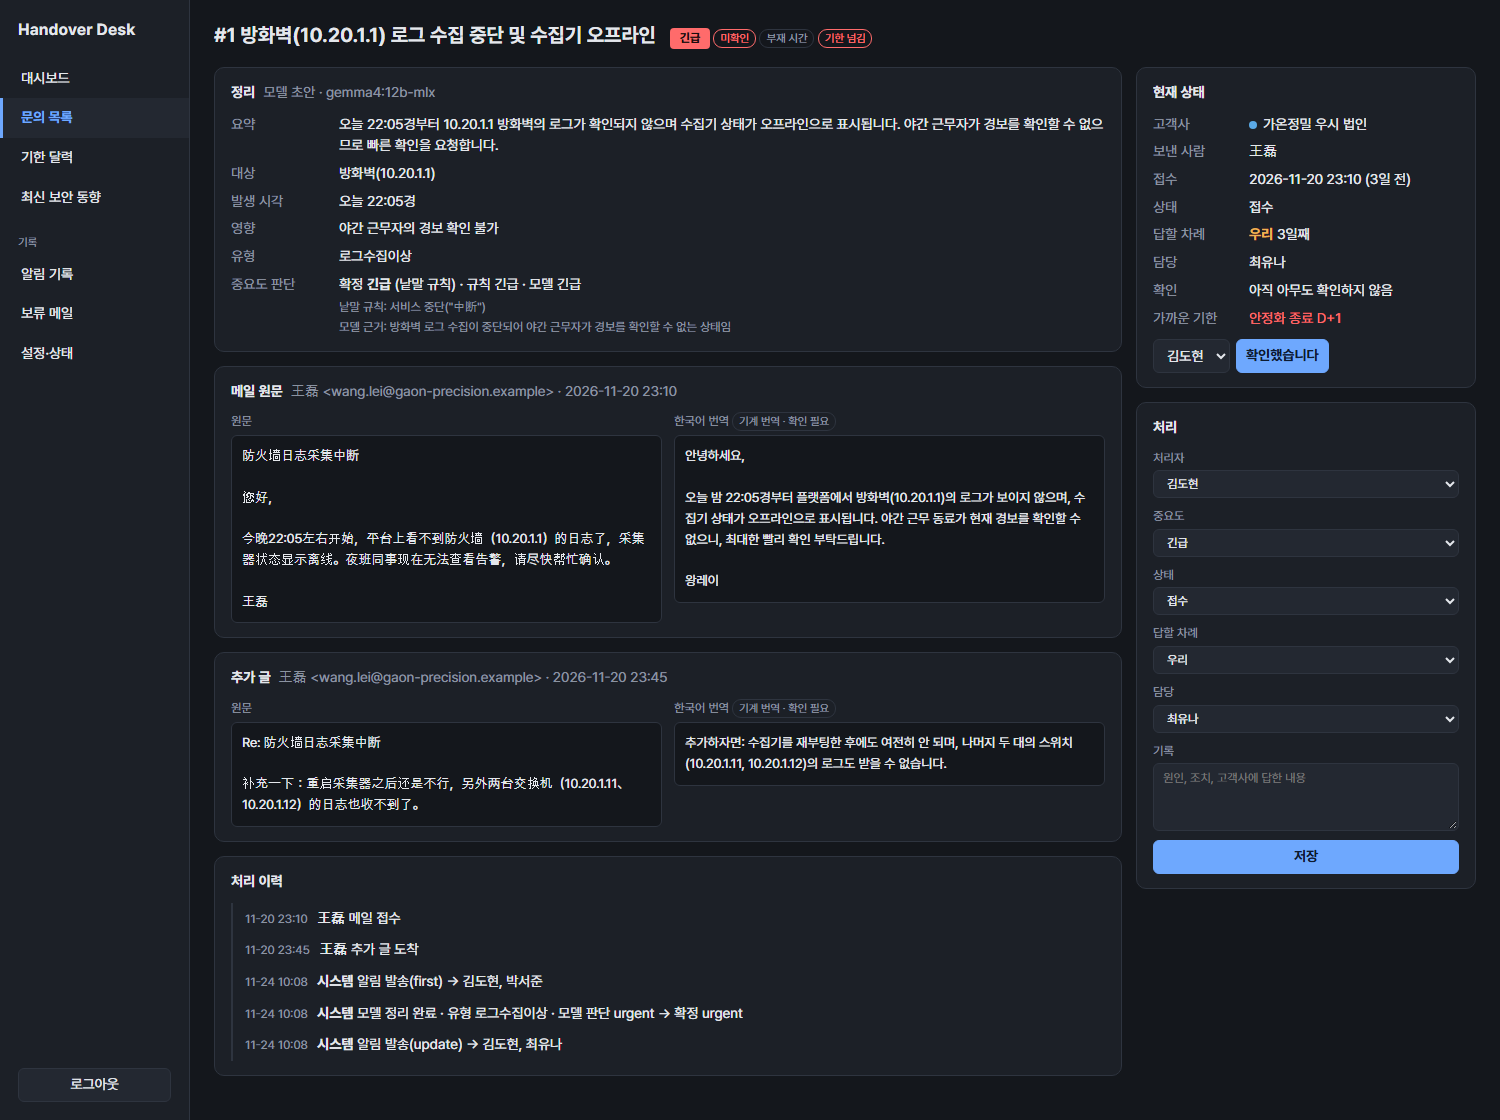 Handover Desk
대시보드
문의 목록
기한 달력
최신 보안 동향
기록
알림 기록
보류 메일
설정·상태
로그아웃
#1 방화벽(10.20.1.1) 로그 수집 중단 및 수집기 오프라인 긴급 미확인 부재 시간 기한 넘김
정리 모델 초안 · gemma4:12b-mlx
요약 오늘 22:05경부터 10.20.1.1 방화벽의 로그가 확인되지 않으며 수집기 상태가 오프라인으로 표시됩니다. 야간 근무자가 경보를 확인할 수 없으
므로 빠른 확인을 요청합니다.
대상 방화벽(10.20.1.1)
발생 시각 오늘 22:05경
영향 야간 근무자의 경보 확인 불가
유형 로그수집이상
중요도 판단 확정 긴급 (낱말 규칙) · 규칙 긴급 · 모델 긴급
낱말 규칙: 서비스 중단("中断")
모델 근거: 방화벽 로그 수집이 중단되어 야간 근무자가 경보를 확인할 수 없는 상태임
메일 원문 王磊 <wang.lei@gaon-precision.example> · 2026-11-20 23:10
원문
防火墙日志采集中断
您好，
今晚22:05左右开始，平台上看不到防火墙（10.20.1.1）的日志了，采集
器状态显示离线。夜班同事现在无法查看告警，请尽快帮忙确认。
王磊
한국어 번역 기계 번역 · 확인 필요
안녕하세요,
오늘 밤 22:05경부터 플랫폼에서 방화벽(10.20.1.1)의 로그가 보이지 않으며, 수
집기 상태가 오프라인으로 표시됩니다. 야간 근무 동료가 현재 경보를 확인할 수
없으니, 최대한 빨리 확인 부탁드립니다.
왕레이
추가 글 王磊 <wang.lei@gaon-precision.example> · 2026-11-20 23:45
원문
Re: 防火墙日志采集中断
补充一下：重启采集器之后还是不行，另外两台交换机（10.20.1.11、
10.20.1.12）的日志也收不到了。
한국어 번역 기계 번역 · 확인 필요
추가하자면: 수집기를 재부팅한 후에도 여전히 안 되며, 나머지 두 대의 스위치
(10.20.1.11, 10.20.1.12)의 로그도 받을 수 없습니다.
처리 이력
11-20 23:10 王磊 메일 접수
11-20 23:45 王磊 추가 글 도착
11-24 10:08 시스템 알림 발송(first) → 김도현, 박서준
11-24 10:08 시스템 모델 정리 완료 · 유형 로그수집이상 · 모델 판단 urgent → 확정 urgent
11-24 10:08 시스템 알림 발송(update) → 김도현, 최유나
현재 상태
고객사 가온정밀 우시 법인
보낸 사람 王磊
접수 2026-11-20 23:10 (3일 전)
상태 접수
답할 차례 우리 3일째
담당 최유나
확인 아직 아무도 확인하지 않음
가까운 기한 안정화 종료 D+1
김도현 확인했습니다
처리
처리자
김도현
중요도
긴급
상태
접수
답할 차례
우리
담당
최유나
기록
원인, 조치, 고객사에 답한 내용
저장